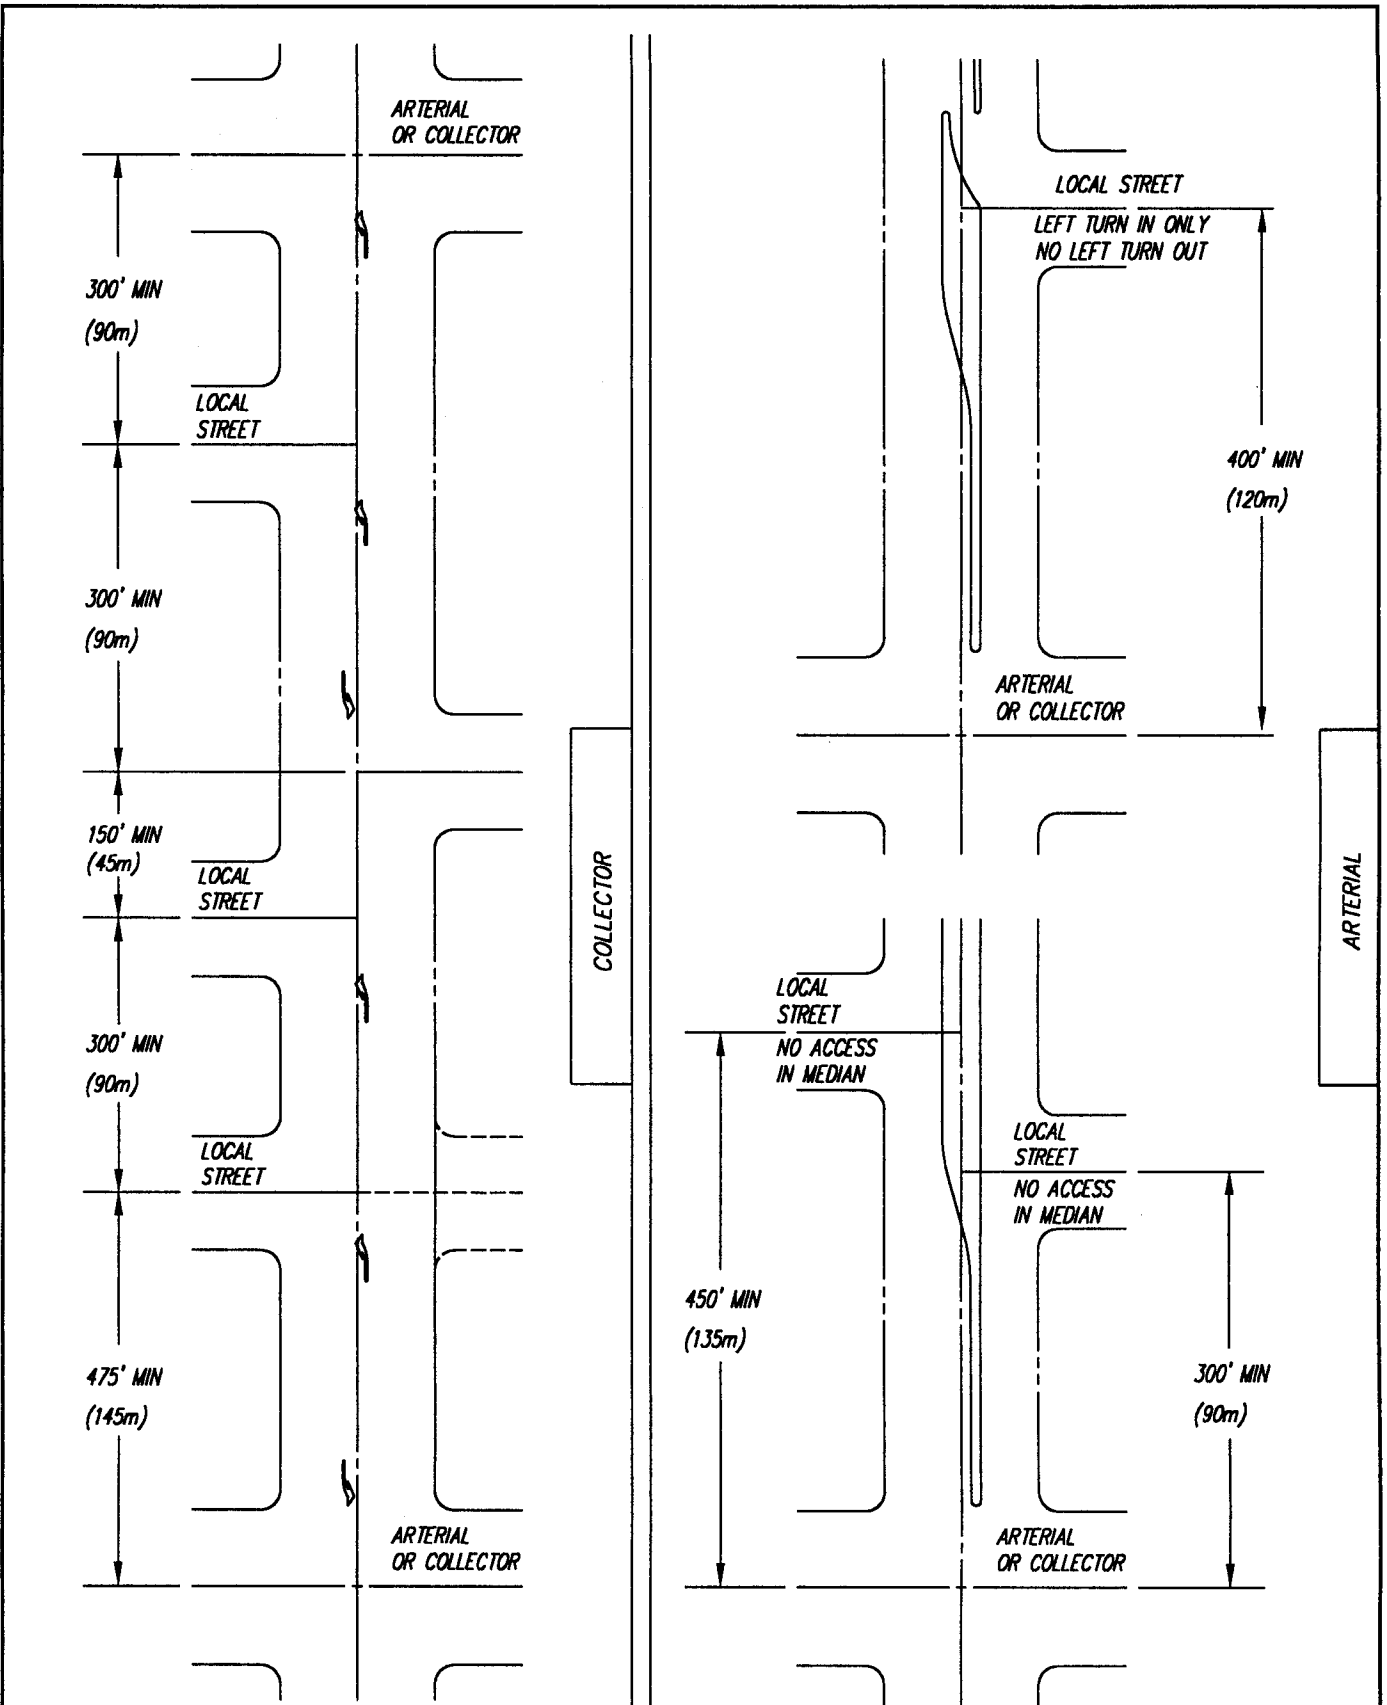 ARTERIAL
OR COLLECTOR
300' MIN
(90m)
LOCAL
STREET
300' MIN
(90m)
150' MIN
(45m)
LOCAL
STREET
300' MIN
(90m)
LOCAL
STREET
475' MIN
(145m)
ARTERIAL
OR COLLECTOR
COLLECTOR
LOCAL STREET
LEFT TURN IN ONLY
NO LEFT TURN OUT
400' MIN
(120m)
ARTERIAL
OR COLLECTOR
LOCAL
STREET
NO ACCESS
IN MEDIAN
LOCAL
STREET
NO ACCESS
IN MEDIAN
450' MIN
(135m)
300' MIN
(90m)
ARTERIAL
OR COLLECTOR
ARTERIAL